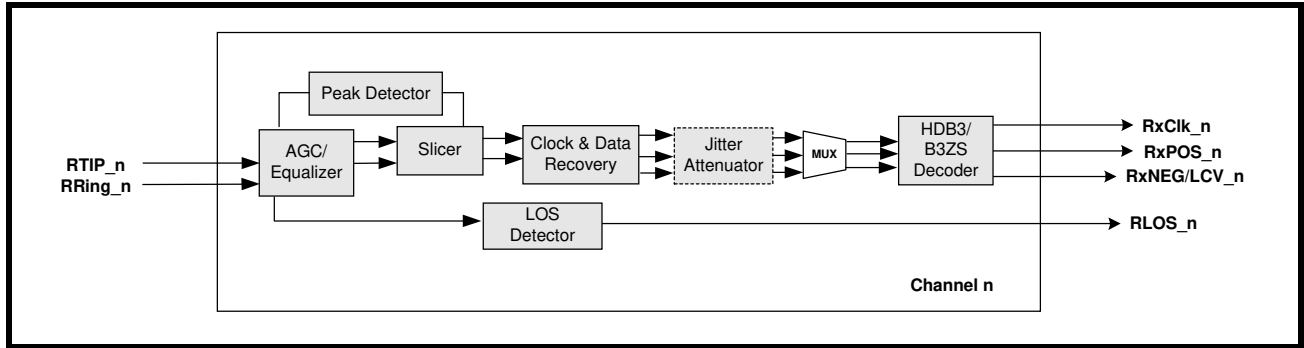 Peak Detector
RTIP_n
RRing_n
AGC/
Equalizer
Slicer
Clock & Data
Recovery
Jitter
Attenuator
MUX
HDB3/
B3ZS
Decoder
RxClk_n
RxPOS_n
RxNEG/LCV_n
LOS
Detector
RLOS_n
Channel n